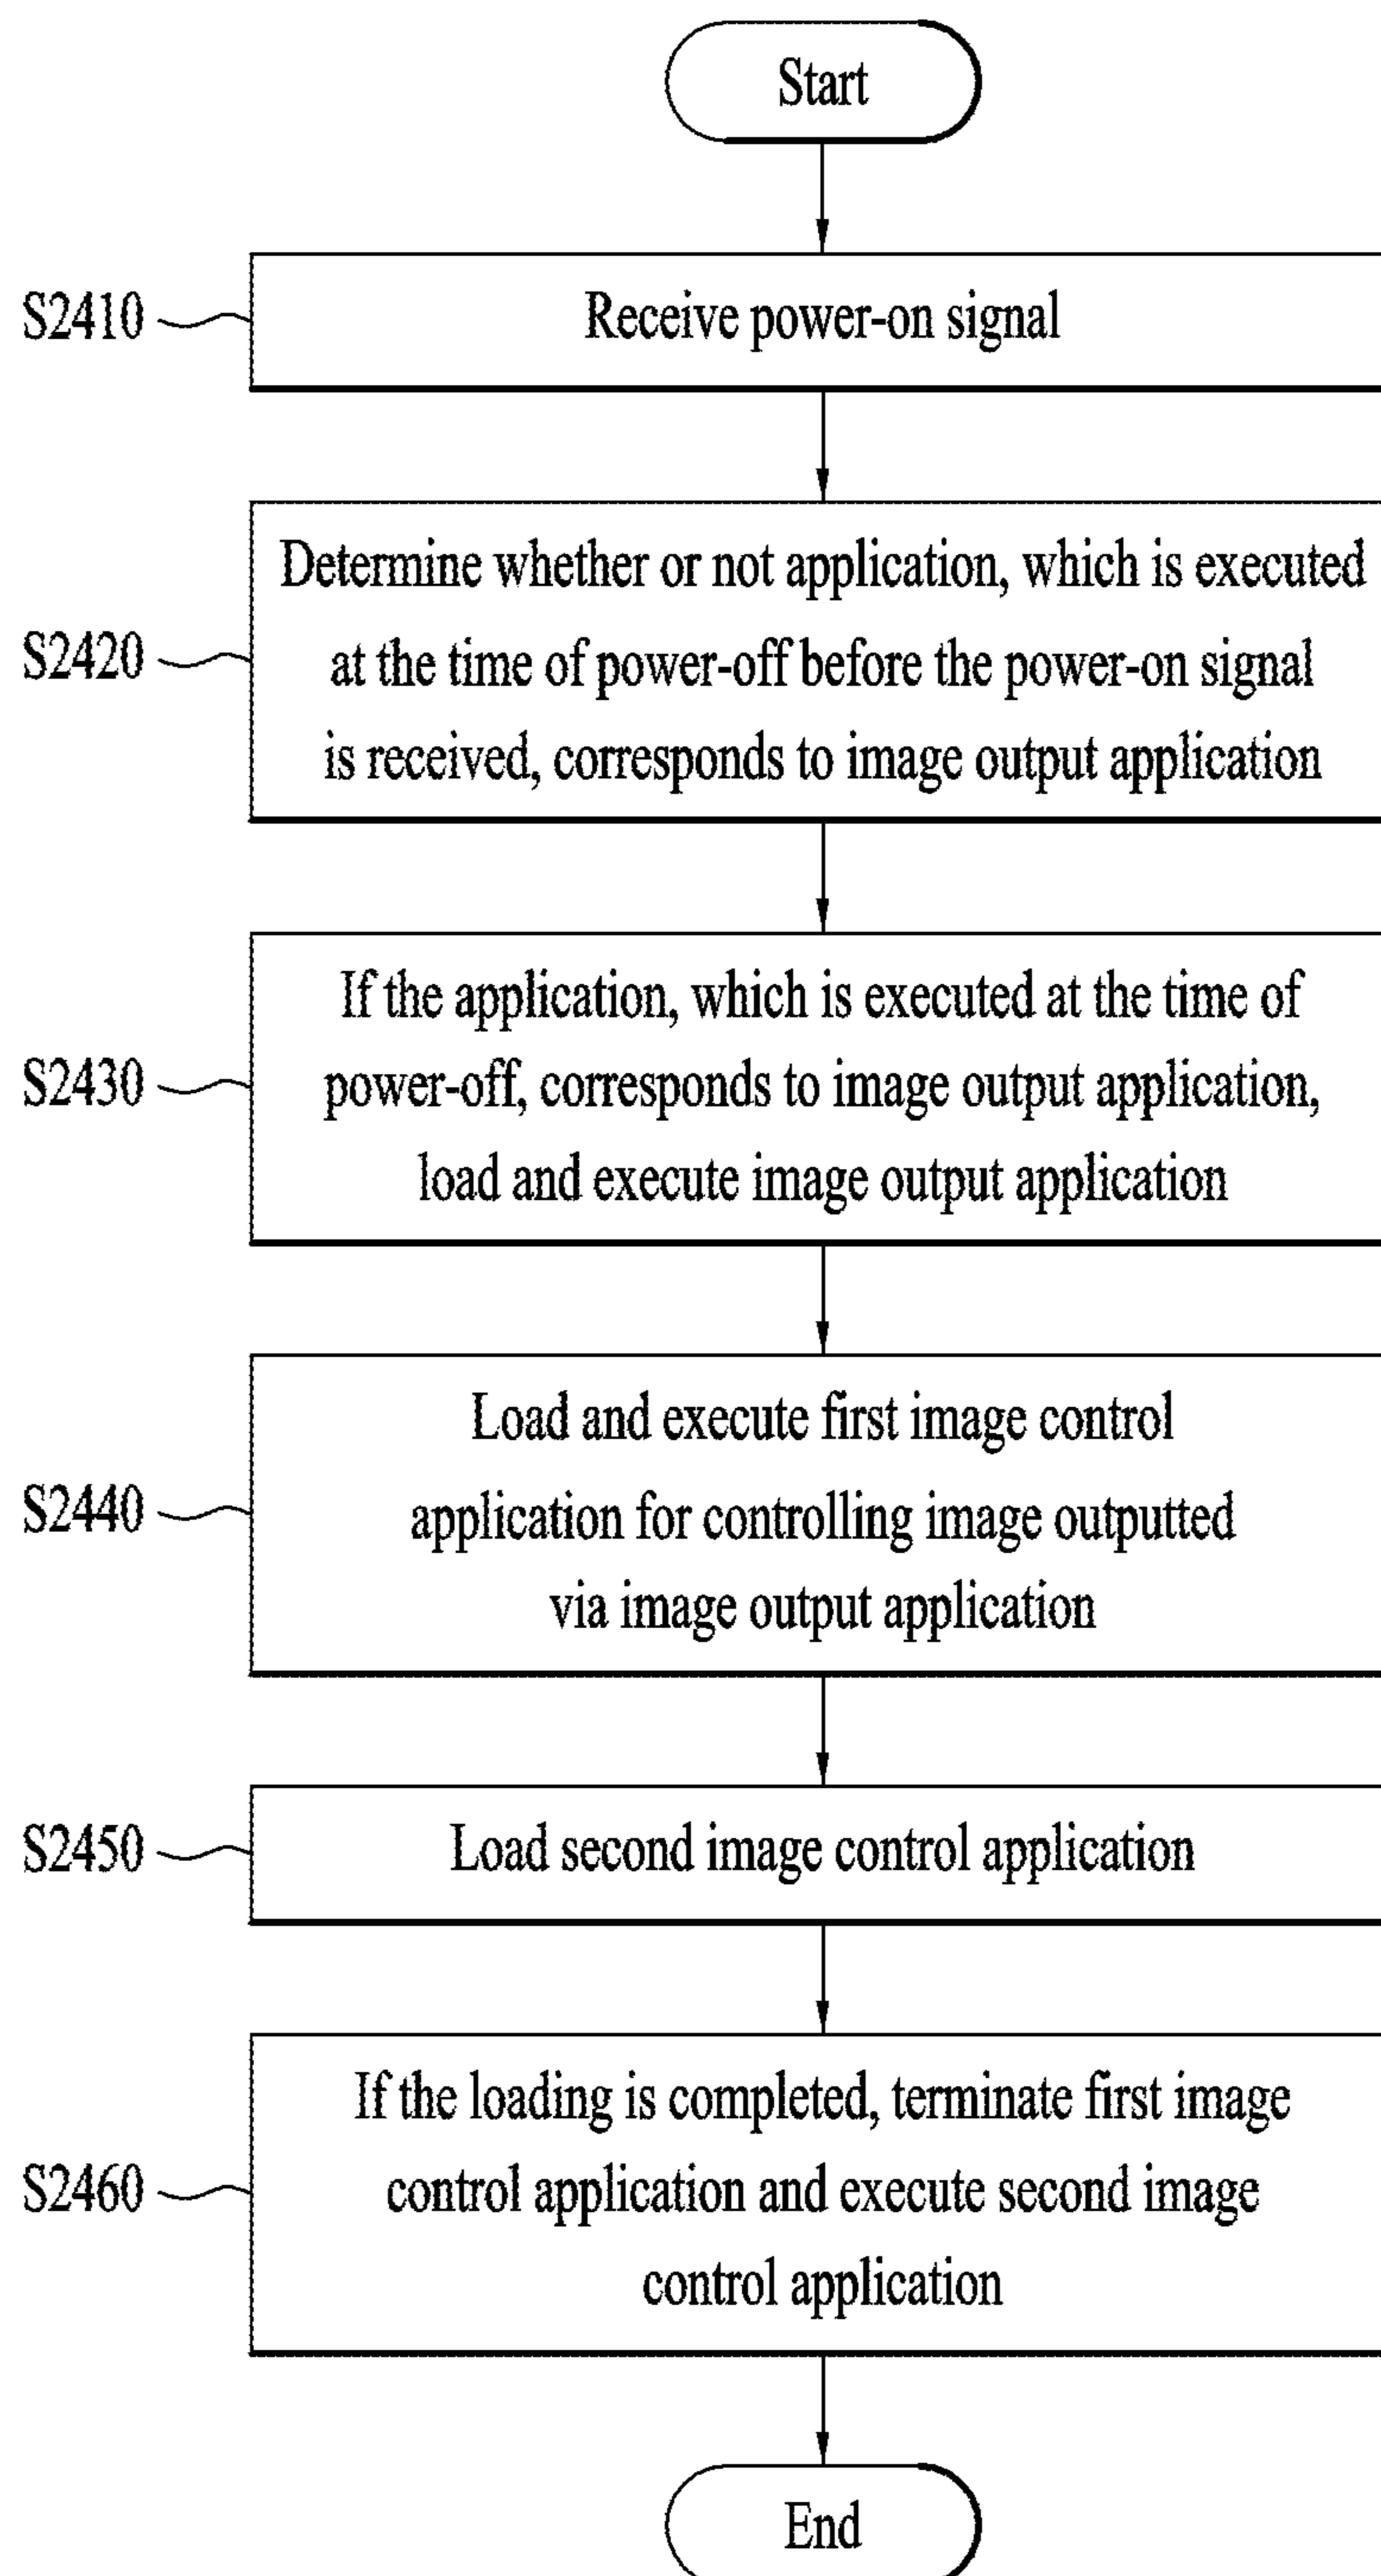 Start
S2410
Receive power-on signal
S2420
Determine whether or not application, which is executed
at the time of power-off before the power-on signal
is received, corresponds to image output application
S2430
If the application, which is executed at the time of
power-off, corresponds to image output application,
load and execute image output application
S2440
Load and execute first image control
application for controlling image outputted
via image output application
S2450
Load second image control application
S2460
If the loading is completed, terminate first image
control application and execute second image
control application
End